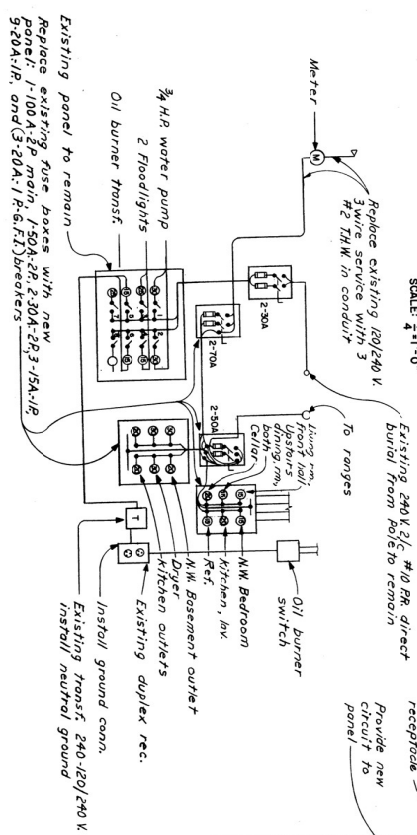 receptacle
Provide new
circuit to
panel
SCALE: 1/4"=1'-0"
Existing 240 V. 2/c #10 P.R. direct
burial from Pole to remain
Replace existing 120/240 V.
3 wire service with 3
#2 T.H.W. in conduit
Meter
M
To ranges
Oil burner
switch
2-30A
2-70A
2-50A
Living rm,
front hall,
Upstairs
dining, rm,
bath
Cellar
15
15
20
15
N.W. Bedroom
Kitchen, lav.
Ref.
N.W. Basement outlet
Dryer
Kitchen outlets
Existing duplex rec.
T
Install ground conn.
Existing transf. 240-120/240 V.
install neutral ground
3/4 H.P. water pump
2 Floodlights
Oil burner transf.
Existing panel to remain
Replace existing fuse boxes with new
panel: 1-100A-2P main, 1-50A-2P, 2-30A-2P, 3-15A-1P,
9-20A-1P, and (3-20A-1P-G.F.I.) breakers